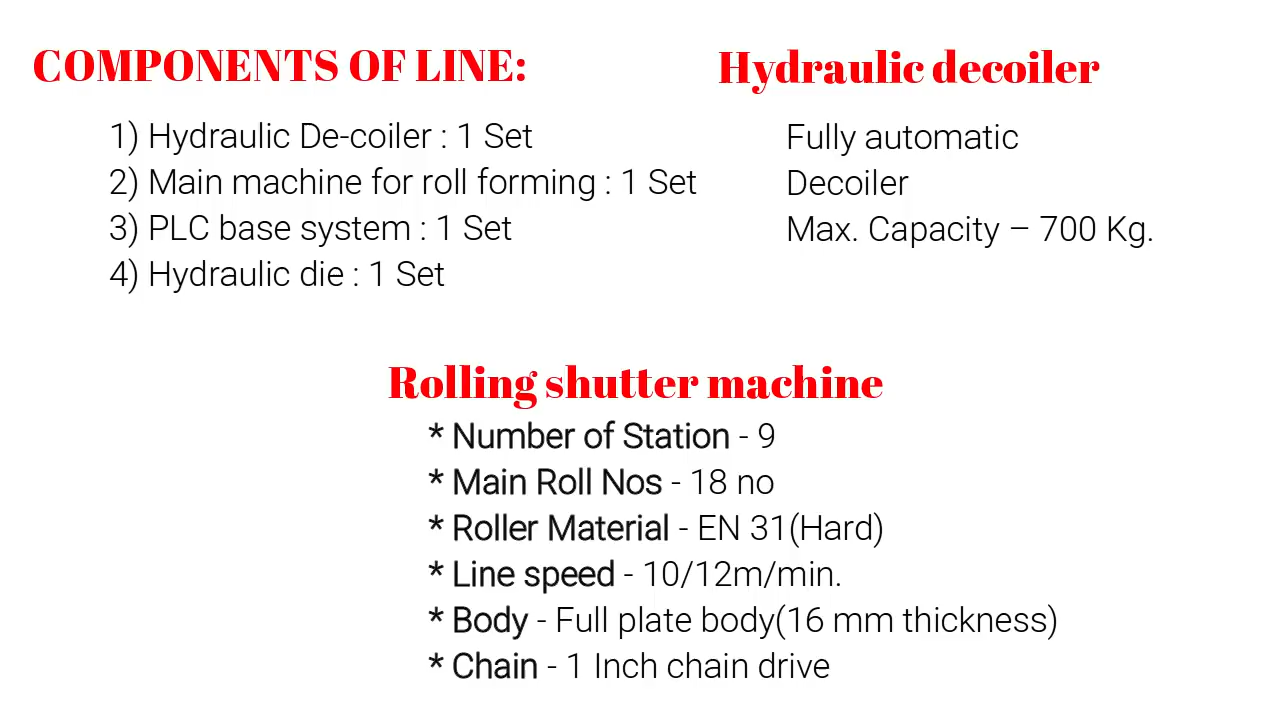 COMPONENTS OF LINE:
1) Hydraulic De-coiler : 1 Set
2) Main machine for roll forming : 1 Set
3) PLC base system : 1 Set
4) Hydraulic die : 1 Set
Hydraulic decoiler
Fully automatic
Decoiler
Max. Capacity – 700 Kg.
Rolling shutter machine
* Number of Station - 9
* Main Roll Nos - 18 no
* Roller Material - EN 31(Hard)
* Line speed - 10/12m/min.
* Body - Full plate body(16 mm thickness)
* Chain - 1 Inch chain drive